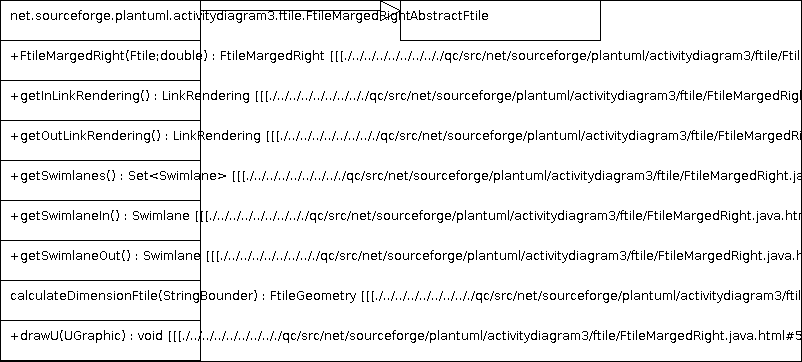 net.sourceforge.plantuml.activitydiagram3.ftile.FtileMargedRight AbstractFtile
+FtileMargedRight(Ftile;double) : FtileMargedRight [[[./../../../../../../../../qc/src/net/sourceforge/plantuml/activitydiagram3/ftile/Ftil
+getInLinkRendering() : LinkRendering [[[./../../../../../../../../qc/src/net/sourceforge/plantuml/activitydiagram3/ftile/FtileMargedRigh
+getOutLinkRendering() : LinkRendering [[[./../../../../../../../../qc/src/net/sourceforge/plantuml/activitydiagram3/ftile/FtileMargedRi
+getSwimlanes() : Set<Swimlane> [[[./../../../../../../../../qc/src/net/sourceforge/plantuml/activitydiagram3/ftile/FtileMargedRight.ja
+getSwimlaneIn() : Swimlane [[[./../../../../../../../../qc/src/net/sourceforge/plantuml/activitydiagram3/ftile/FtileMargedRight.java.htm
+getSwimlaneOut() : Swimlane [[[./../../../../../../../../qc/src/net/sourceforge/plantuml/activitydiagram3/ftile/FtileMargedRight.java.h
calculateDimensionFtile(StringBounder) : FtileGeometry [[[./../../../../../../../../qc/src/net/sourceforge/plantuml/activitydiagram3/ftil
+drawU(UGraphic) : void [[[./../../../../../../../../qc/src/net/sourceforge/plantuml/activitydiagram3/ftile/FtileMargedRight.java.html#5